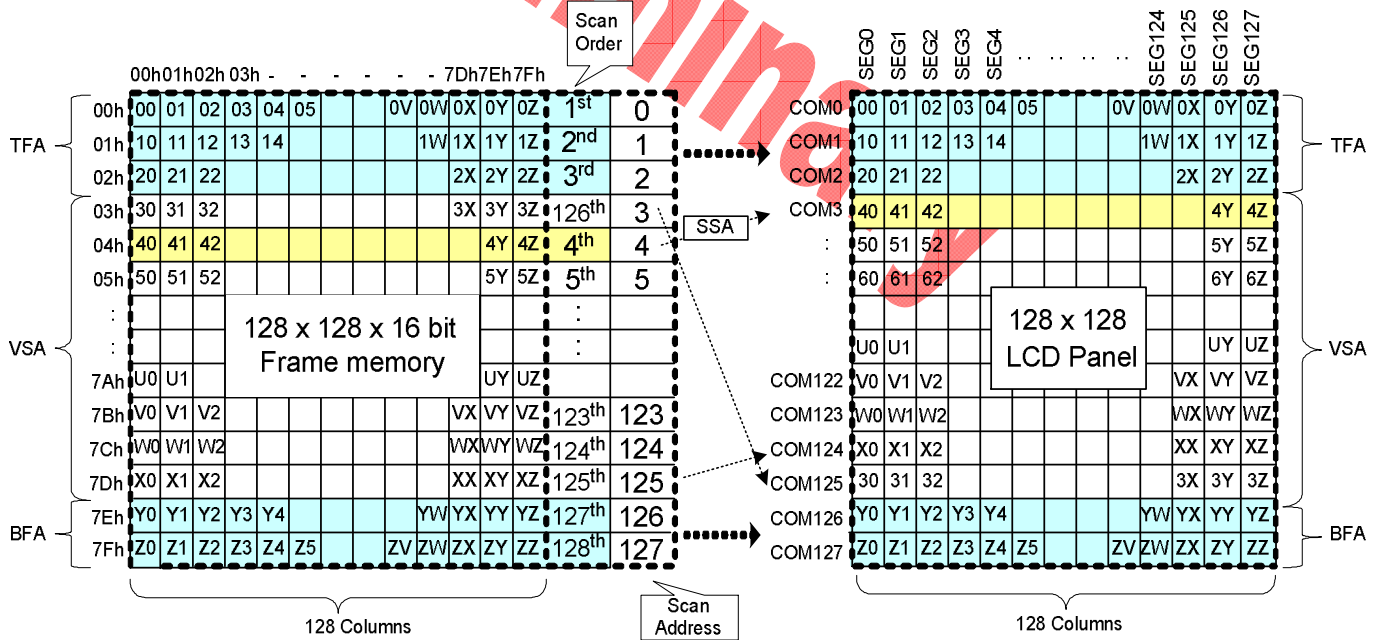 Scan
Order
00h 01h 02h 03h - - - - - - 7Dh 7Eh 7Fh
SEG0 SEG1 SEG2 SEG3 SEG4 .. .. .. SEG124 SEG125 SEG126 SEG127
TFA
00h 00 01 02 03 04 05 0V 0W 0X 0Y 0Z 1st 0
01h 10 11 12 13 14 1W 1X 1Y 1Z 2nd 1
02h 20 21 22 2X 2Y 2Z 3rd 2
VSA
03h 30 31 32 3X 3Y 3Z 126th 3
04h 40 41 42 4Y 4Z 4th 4
05h 50 51 52 5Y 5Z 5th 5
: :
: :
7Ah U0 U1 UY UZ
7Bh V0 V1 V2 VX VY VZ 123th 123
7Ch W0 W1 W2 WX WY WZ 124th 124
7Dh X0 X1 X2 XX XY XZ 125th 125
BFA
7Eh Y0 Y1 Y2 Y3 Y4 YW YX YY YZ 127th 126
7Fh Z0 Z1 Z2 Z3 Z4 Z5 ZV ZW ZX ZY ZZ 128th 127
128 x 128 x 16 bit
Frame memory
128 Columns
Scan
Address
SSA
COM0 00 01 02 03 04 05 0V 0W 0X 0Y 0Z
COM1 10 11 12 13 14 1W 1X 1Y 1Z
COM2 20 21 22 2X 2Y 2Z
TFA
COM3 40 41 42 4Y 4Z
: 50 51 52 5Y 5Z
: 60 61 62 6Y 6Z
U0 U1 UY UZ
COM122 V0 V1 V2 VX VY VZ
COM123 W0 W1 W2 WX WY WZ
COM124 X0 X1 X2 XX XY XZ
COM125 30 31 32 3X 3Y 3Z
VSA
COM126 Y0 Y1 Y2 Y3 Y4 YW YX YY YZ
COM127 Z0 Z1 Z2 Z3 Z4 Z5 ZV ZW ZX ZY ZZ
BFA
128 x 128
LCD Panel
128 Columns